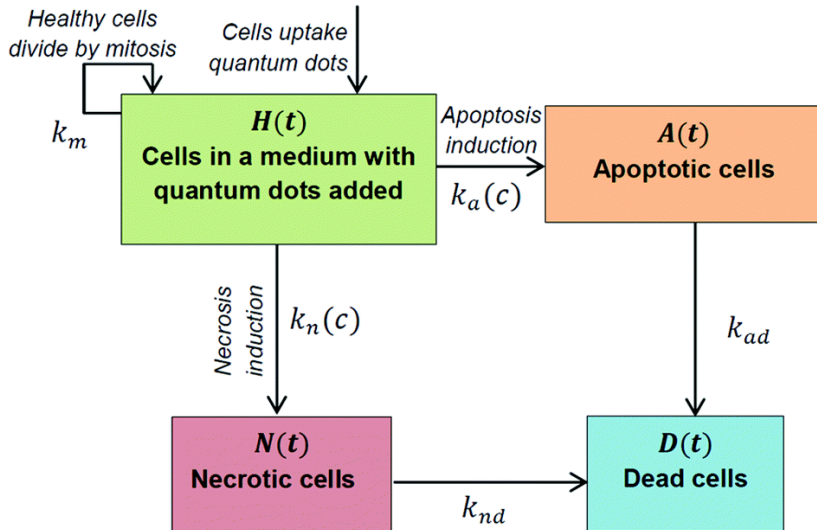 Healthy cells
divide by mitosis
Cells uptake
quantum dots
k_m
H(t)
Cells in a medium with
quantum dots added
Apoptosis
induction
k_a(c)
A(t)
Apoptotic cells
Necrosis
induction
k_n(c)
k_ad
N(t)
Necrotic cells
k_nd
D(t)
Dead cells